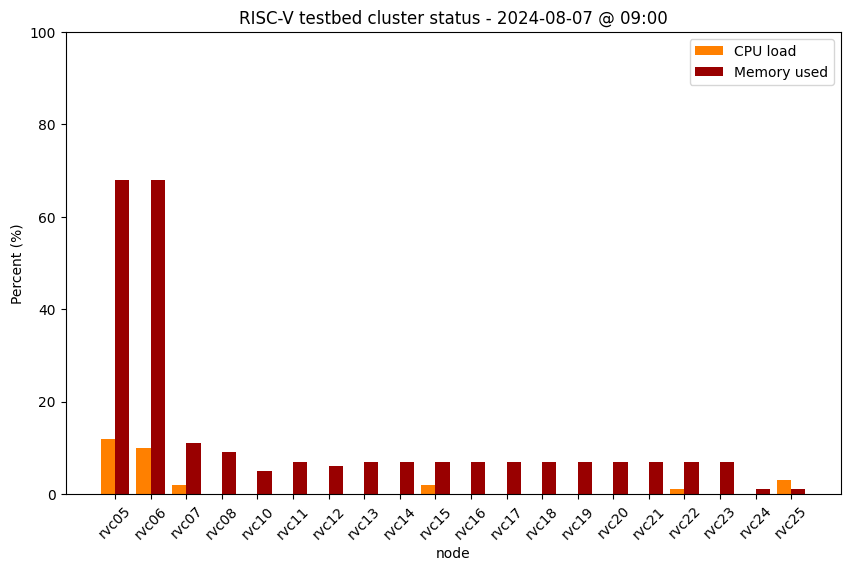 RISC-V testbed cluster status - 2024-08-07 @ 09:00
CPU load
Memory used
Percent (%)
100
80
60
40
20
0
rvc05
rvc06
rvc07
rvc08
rvc10
rvc11
rvc12
rvc13
rvc14
rvc15
rvc16
rvc17
rvc18
rvc19
rvc20
rvc21
rvc22
rvc23
rvc24
rvc25
node